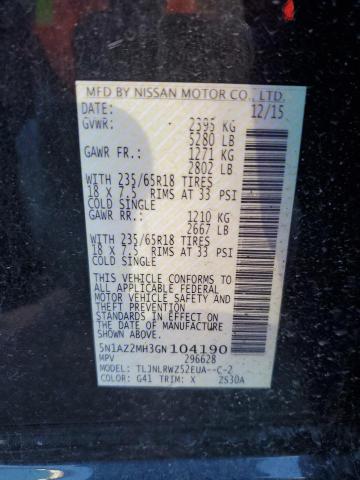 MFD BY NISSAN MOTOR CO., LTD.
DATE: 12/15
GVWR: 2395 KG
5280 LB
GAWR FR.: 1271 KG
2802 LB
WITH 235/65R18 TIRES
18 X 7.5 RIMS AT 33 PSI
COLD SINGLE
GAWR RR.: 1210 KG
2667 LB
WITH 235/65R18 TIRES
18 X 7.5 RIMS AT 33 PSI
COLD SINGLE
THIS VEHICLE CONFORMS TO
ALL APPLICABLE FEDERAL
MOTOR VEHICLE SAFETY
AND THEFT PREVENTION
STANDARDS IN EFFECT ON
THE DATE OF MANUFACTURE
SHOWN ABOVE.
5N1AZ2MH3GN104190
MPV 296628
MODEL: TLJNLRWZ52EUA--C-2
COLOR: G41 TRIM: X ZS30A